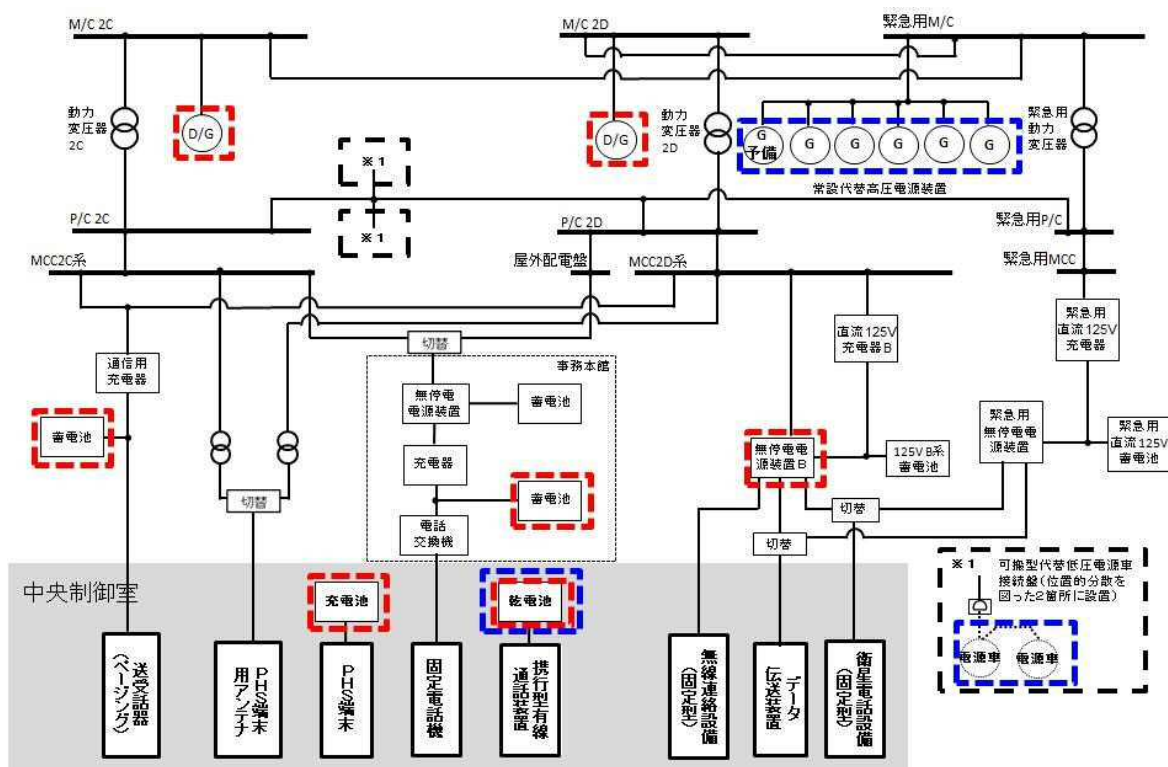 M/C 2C
M/C 2D
緊急用M/C
動力
変圧器
2C
D/G
D/G
動力
変圧器
2D
G
予備
G
G
G
G
G
緊急用
動力
変圧器
常設代替高圧電源装置
※1
※1
P/C 2C
P/C 2D
緊急用P/C
MCC2C系
屋外配電盤
MCC2D系
緊急用MCC
通信用
充電器
蓄電池
切替
切替
事務本館
無停電
電源装置
蓄電池
充電器
蓄電池
電話
交換機
直流125V
充電器B
無停電電
源装置B
125V B系
蓄電池
切替
切替
緊急用
直流125V
充電器
緊急用
無停電電
源装置
緊急用
直流125V
蓄電池
※1
可搬型代替低圧電源車
接続盤(位置的分散を
図った2箇所に設置)
電源車
電源車
中央制御室
充電池
乾電池
送受話器
(ページング)
PHS端末
用アンテナ
PHS端末
固定電話機
携行型有線
通話装置
無線連絡設備
(固定型)
データ
伝送装置
衛星電話設備
(固定型)